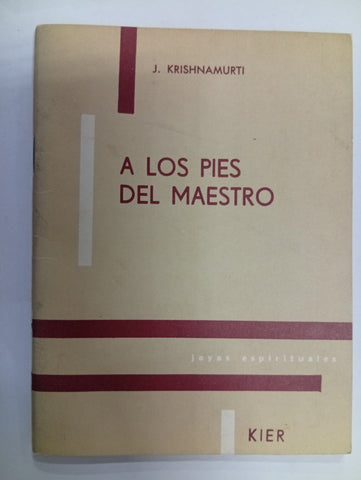 J. KRISHNAMURTI
A LOS PIES
DEL MAESTRO
joyas espirituales
KIER